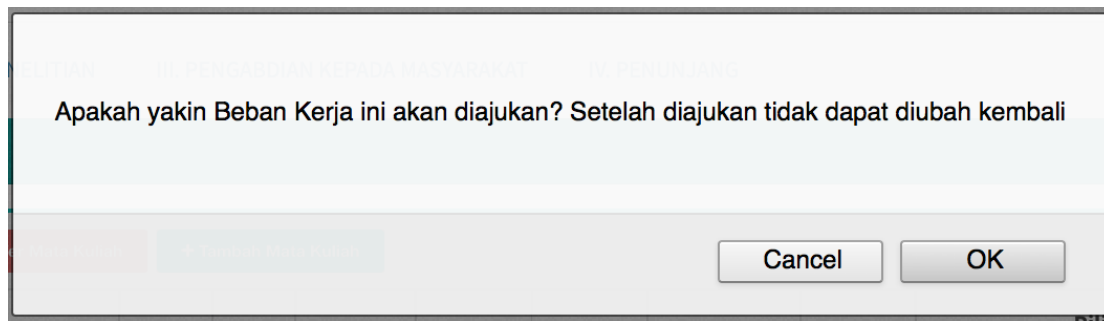 NELITIAN III. PENGABDIAN KEPADA MASYARAKAT IV. PENUNJANG
Apakah yakin Beban Kerja ini akan diajukan? Setelah diajukan tidak dapat diubah kembali
Cancel OK